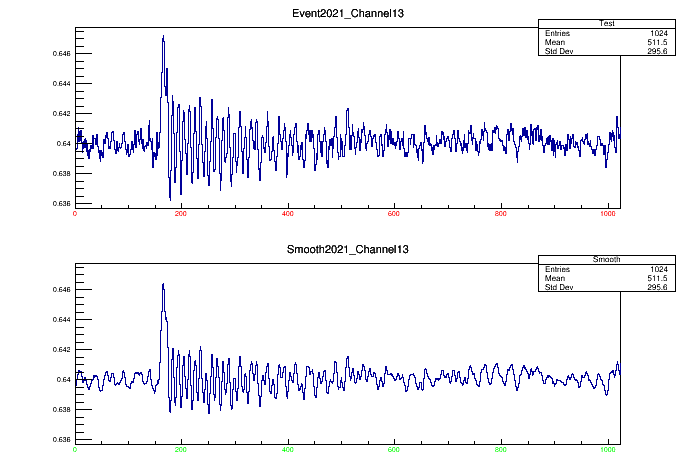 Event2021_Channel13
Test
Entries 1024
Mean 511.5
Std Dev 295.6
0.646
0.644
0.642
0.64
0.638
0.636
0 200 400 600 800 1000
Smooth2021_Channel13
Smooth
Entries 1024
Mean 511.5
Std Dev 295.6
0.646
0.644
0.642
0.64
0.638
0.636
0 200 400 600 800 1000